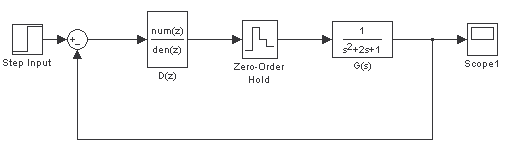 num(z)
den(z)
1
s²+2s+1
+
−
Step Input
D(z)
Zero-Order
Hold
G(s)
Scope1